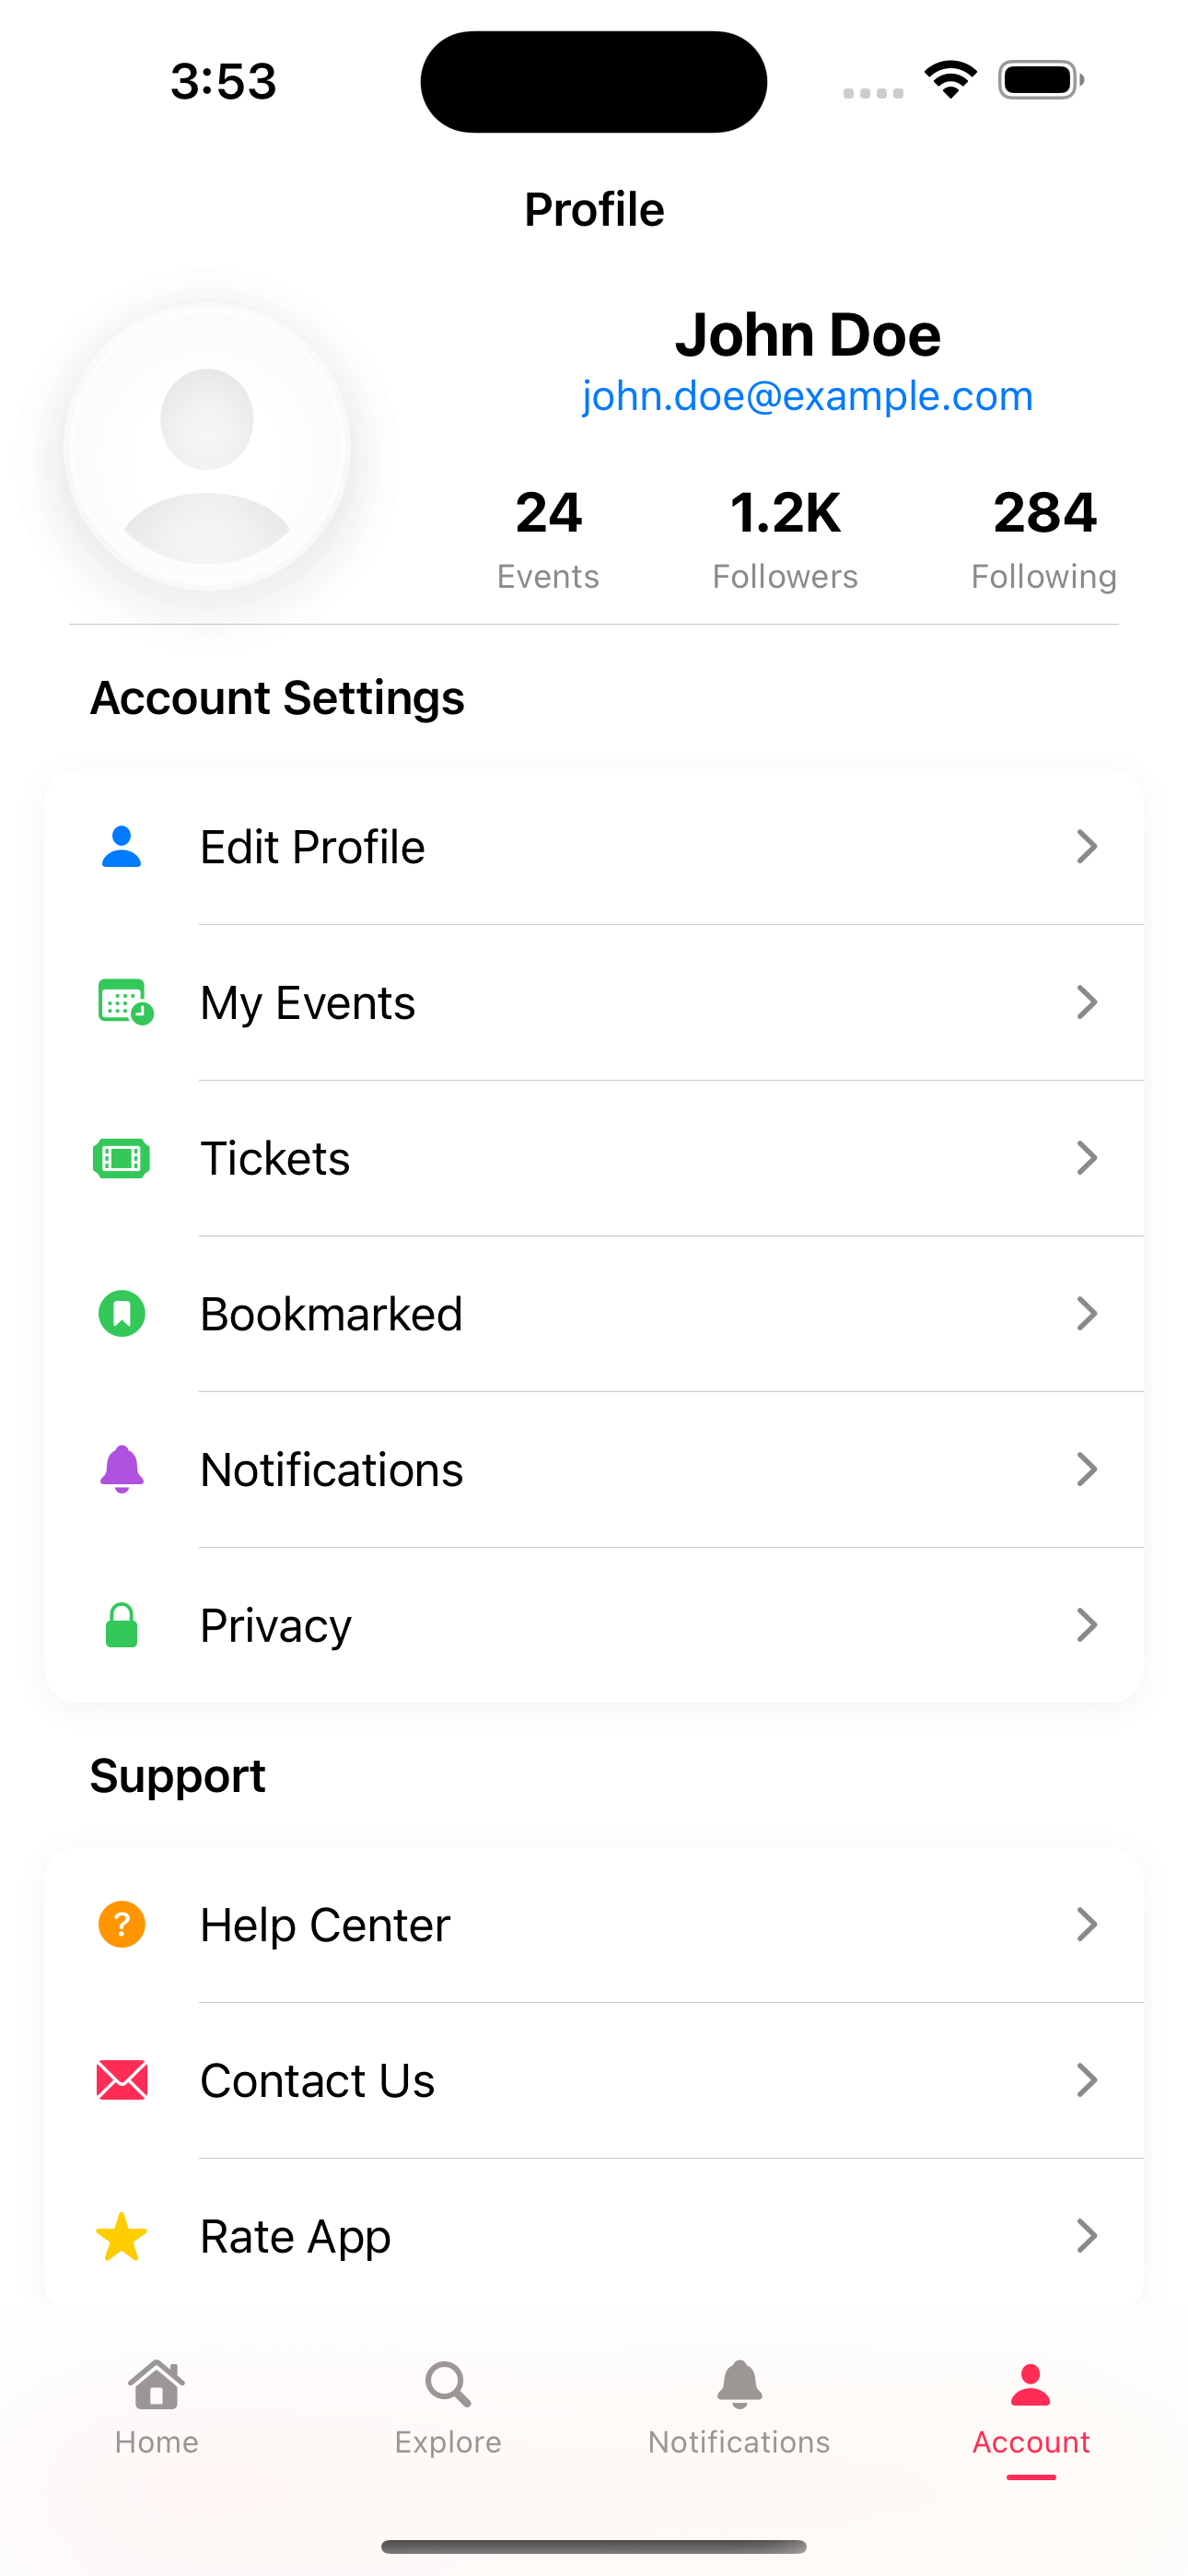 3:53
Profile
John Doe
john.doe@example.com
24 1.2K 284
Events Followers Following
Account Settings
Edit Profile
My Events
Tickets
Bookmarked
Notifications
Privacy
Support
? Help Center
Contact Us
Rate App
Home Explore Notifications Account